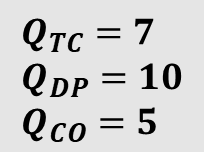 Q_TC = 7
Q_DP = 10
Q_CO = 5